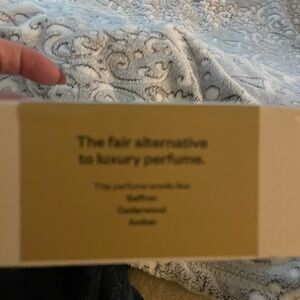 The fair alternative
to luxury perfume.
This perfume smells like
Saffron
Cedarwood
Amber